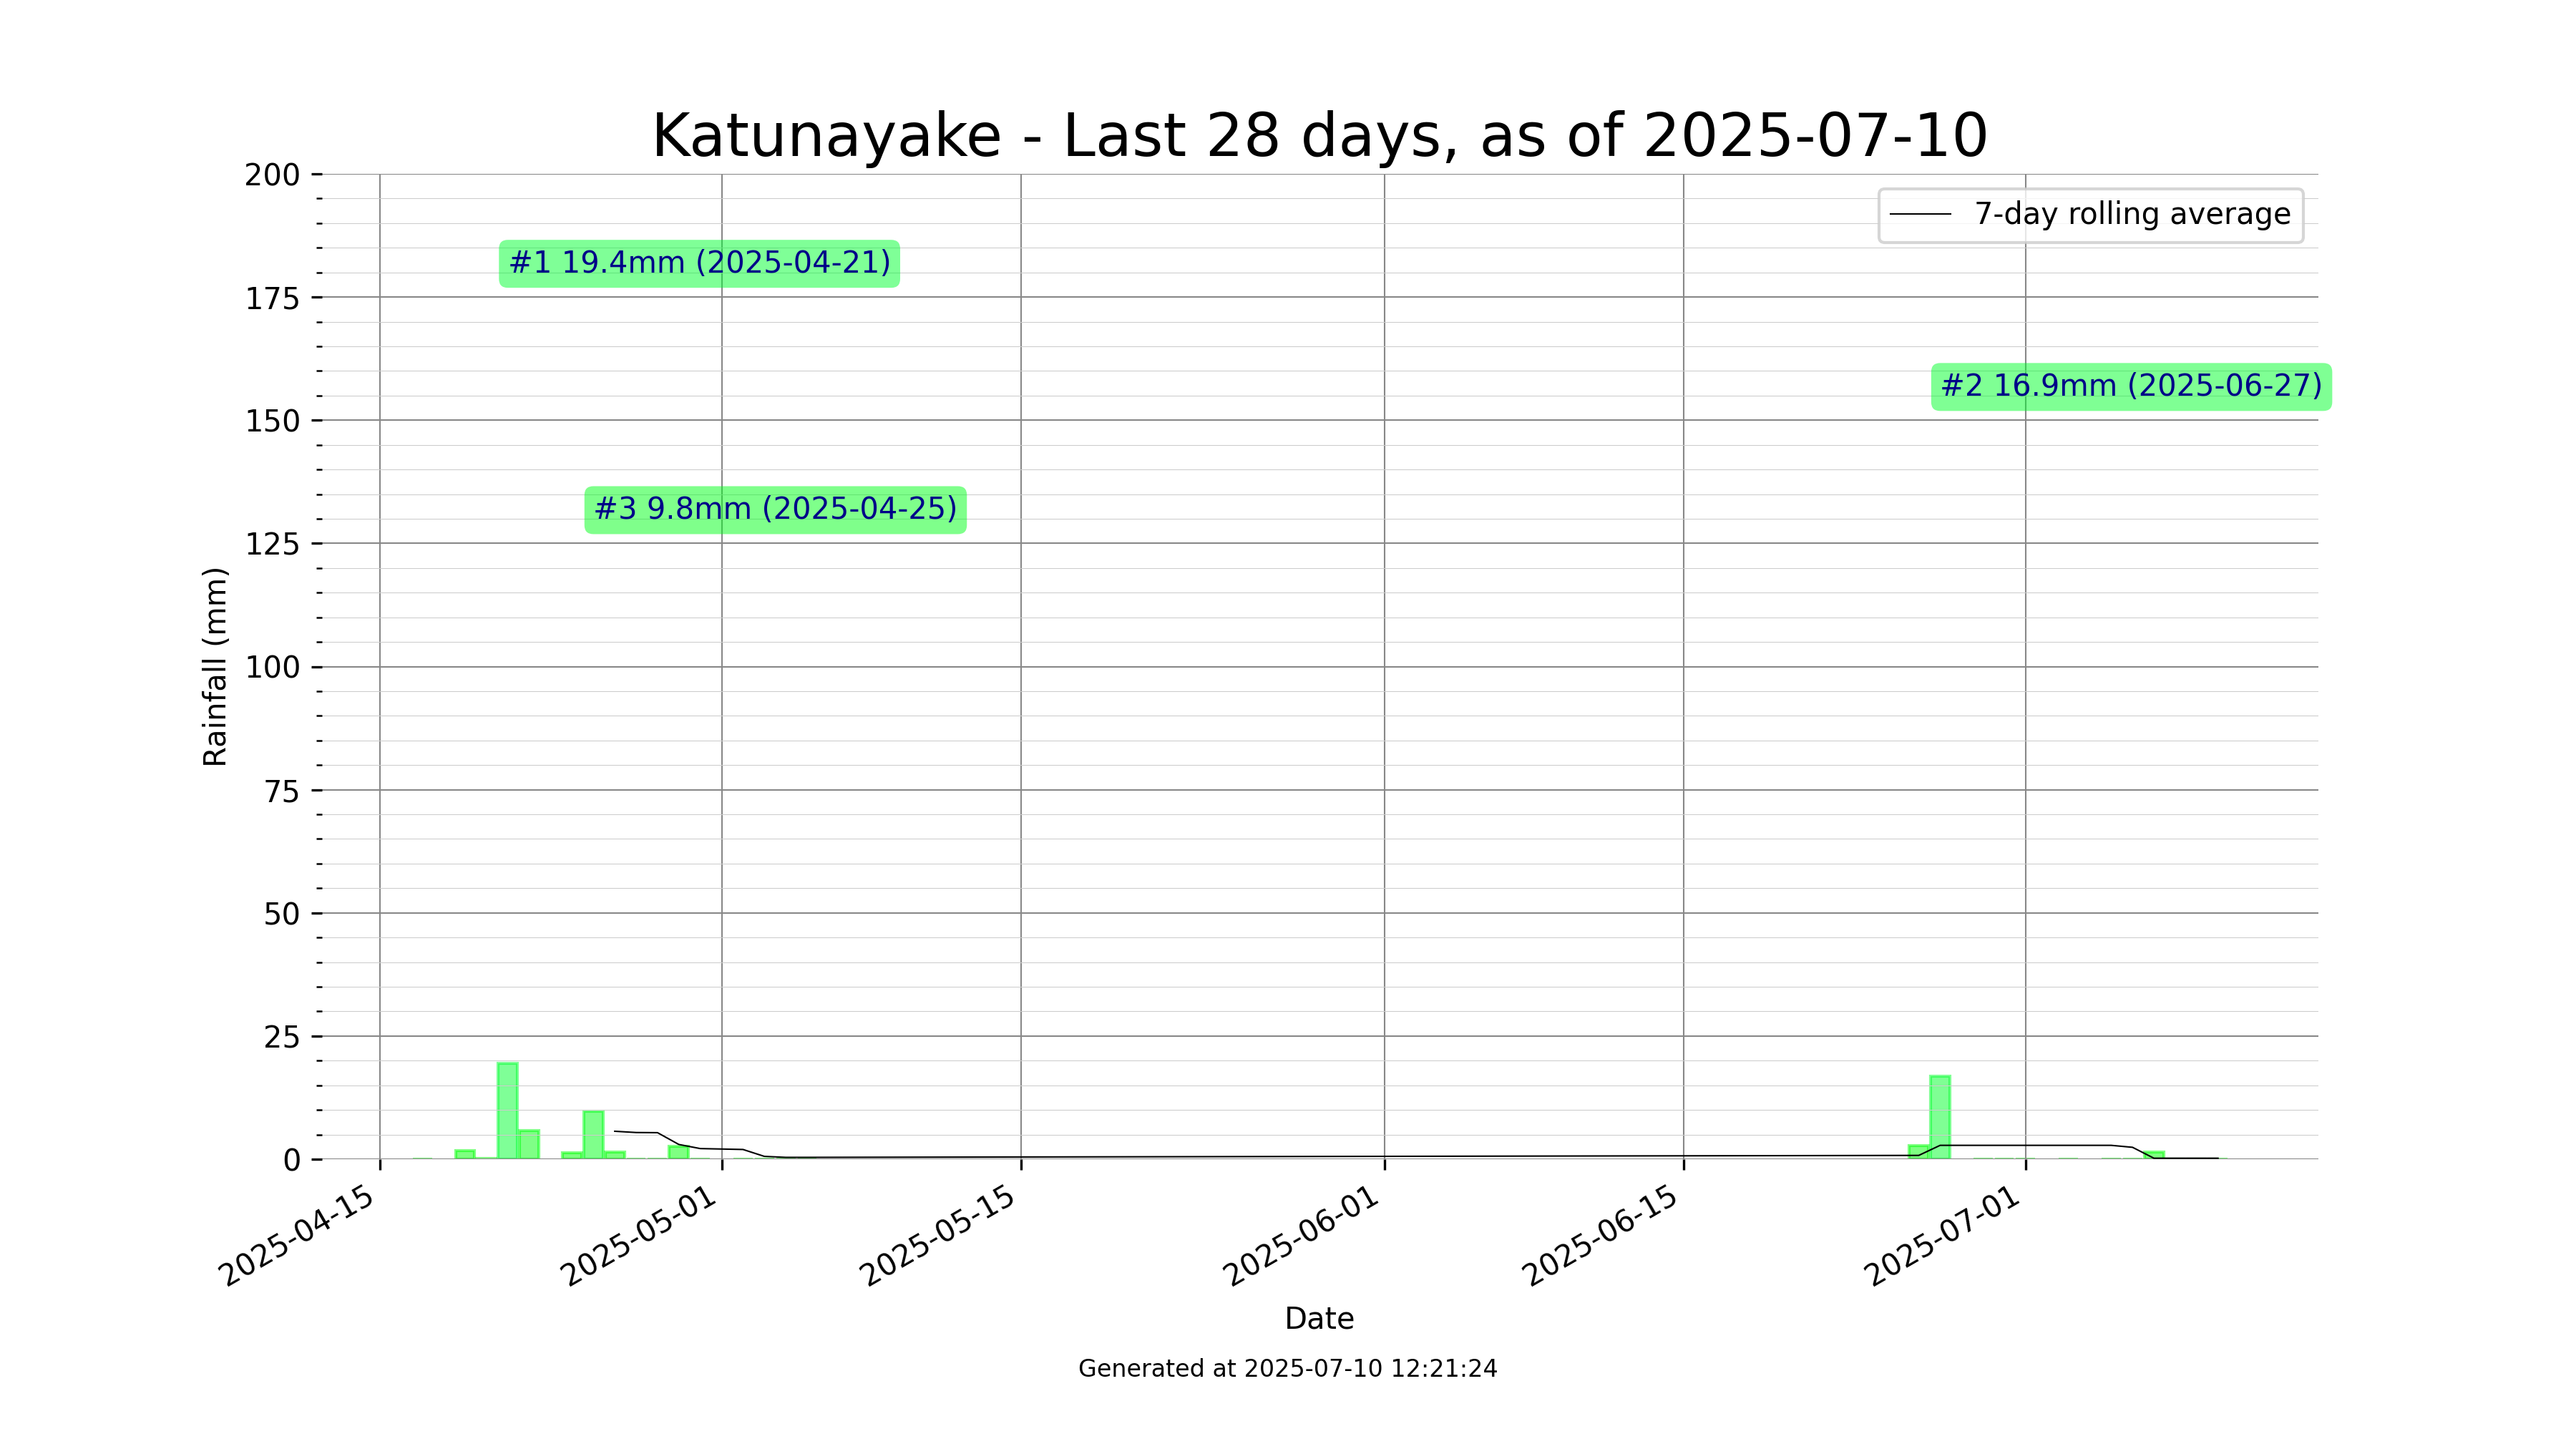 Katunayake - Last 28 days, as of 2025-07-10
7-day rolling average
#1 19.4mm (2025-04-21)
#2 16.9mm (2025-06-27)
#3 9.8mm (2025-04-25)
Rainfall (mm)
200
175
150
125
100
75
50
25
0
2025-04-15
2025-05-01
2025-05-15
2025-06-01
2025-06-15
2025-07-01
Date
Generated at 2025-07-10 12:21:24